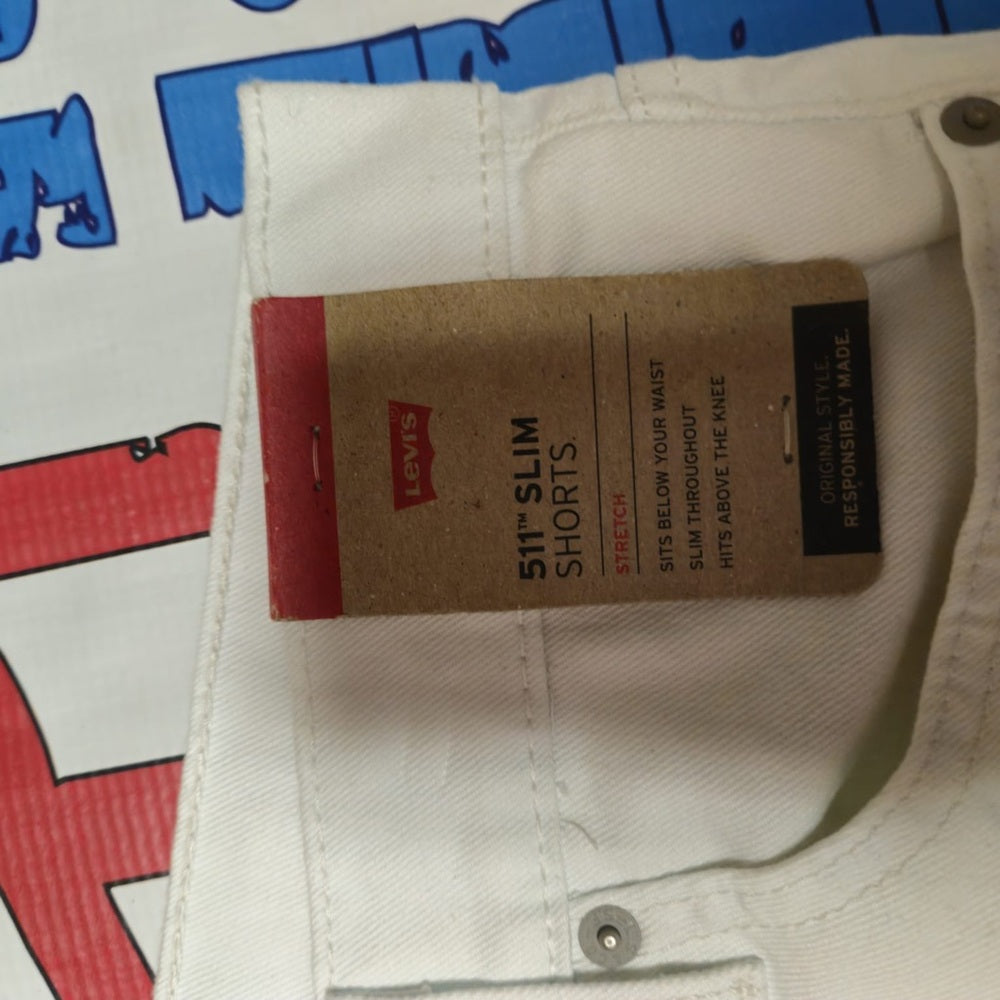 Levi's®
511™ SLIM
SHORTS.
STRETCH
SITS BELOW YOUR WAIST
SLIM THROUGHOUT
HITS ABOVE THE KNEE
ORIGINAL STYLE.
RESPONSIBLY MADE.